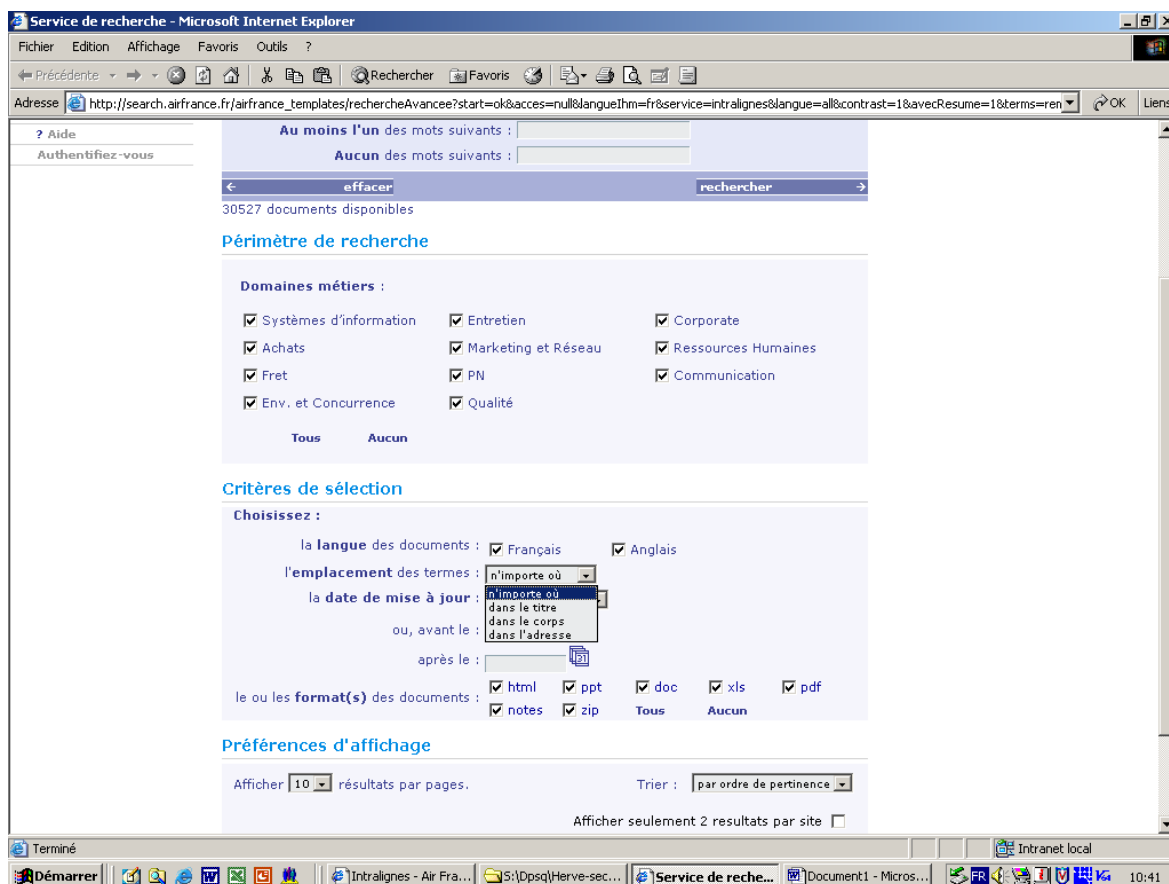 Service de recherche - Microsoft Internet Explorer
Fichier Edition Affichage Favoris Outils ?
Précédente Rechercher Favoris
Adresse http://search.airfrance.fr/airfrance_templates/rechercheAvancee?start=ok&acces=null&langueIhm=fr&service=intralignes&langue=all&contrast=1&avecResume=1&terms=ren OK Liens
? Aide
Authentifiez-vous
Au moins l'un des mots suivants :
Aucun des mots suivants :
← effacer rechercher →
30527 documents disponibles
Périmètre de recherche
Domaines métiers :
Systèmes d'information Entretien Corporate
Achats Marketing et Réseau Ressources Humaines
Fret PN Communication
Env. et Concurrence Qualité
Tous Aucun
Critères de sélection
Choisissez :
la langue des documents : Français Anglais
l'emplacement des termes : n'importe où
n'importe où
la date de mise à jour :
dans le titre
dans le corps
ou, avant le :
dans l'adresse
après le : 31
le ou les format(s) des documents : html ppt doc xls pdf
notes zip Tous Aucun
Préférences d'affichage
Afficher 10 résultats par pages. Trier : par ordre de pertinence
Afficher seulement 2 resultats par site
Terminé Intranet local
Démarrer Intralignes - Air Fra... S:\Dpsq\Herve-sec... Service de reche... Document1 - Micros... FR 10:41